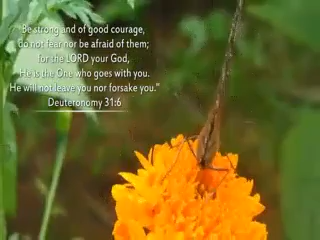 Be strong and of good courage,
do not fear nor be afraid of them;
for the LORD your God,
He is the One who goes with you.
He will not leave you nor forsake you."
Deuteronomy 31:6